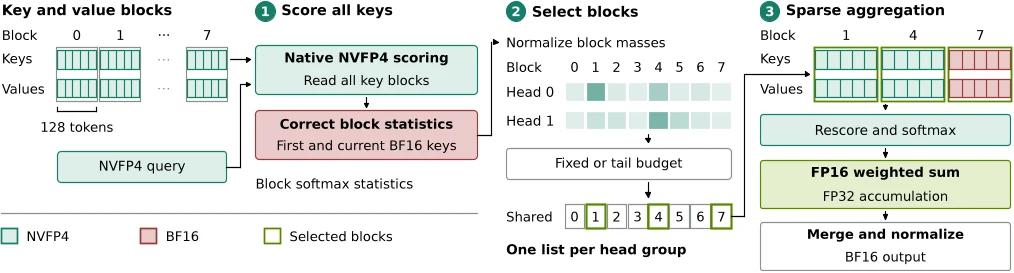 Key and value blocks
Block 0 1 ··· 7
Keys ···
Values ···
128 tokens
NVFP4 query
NVFP4
BF16
Selected blocks
1 Score all keys
Native NVFP4 scoring
Read all key blocks
Correct block statistics
First and current BF16 keys
Block softmax statistics
2 Select blocks
Normalize block masses
Block 0 1 2 3 4 5 6 7
Head 0
Head 1
Fixed or tail budget
Shared 0 1 2 3 4 5 6 7
One list per head group
3 Sparse aggregation
Block 1 4 7
Keys
Values
Rescore and softmax
FP16 weighted sum
FP32 accumulation
Merge and normalize
BF16 output